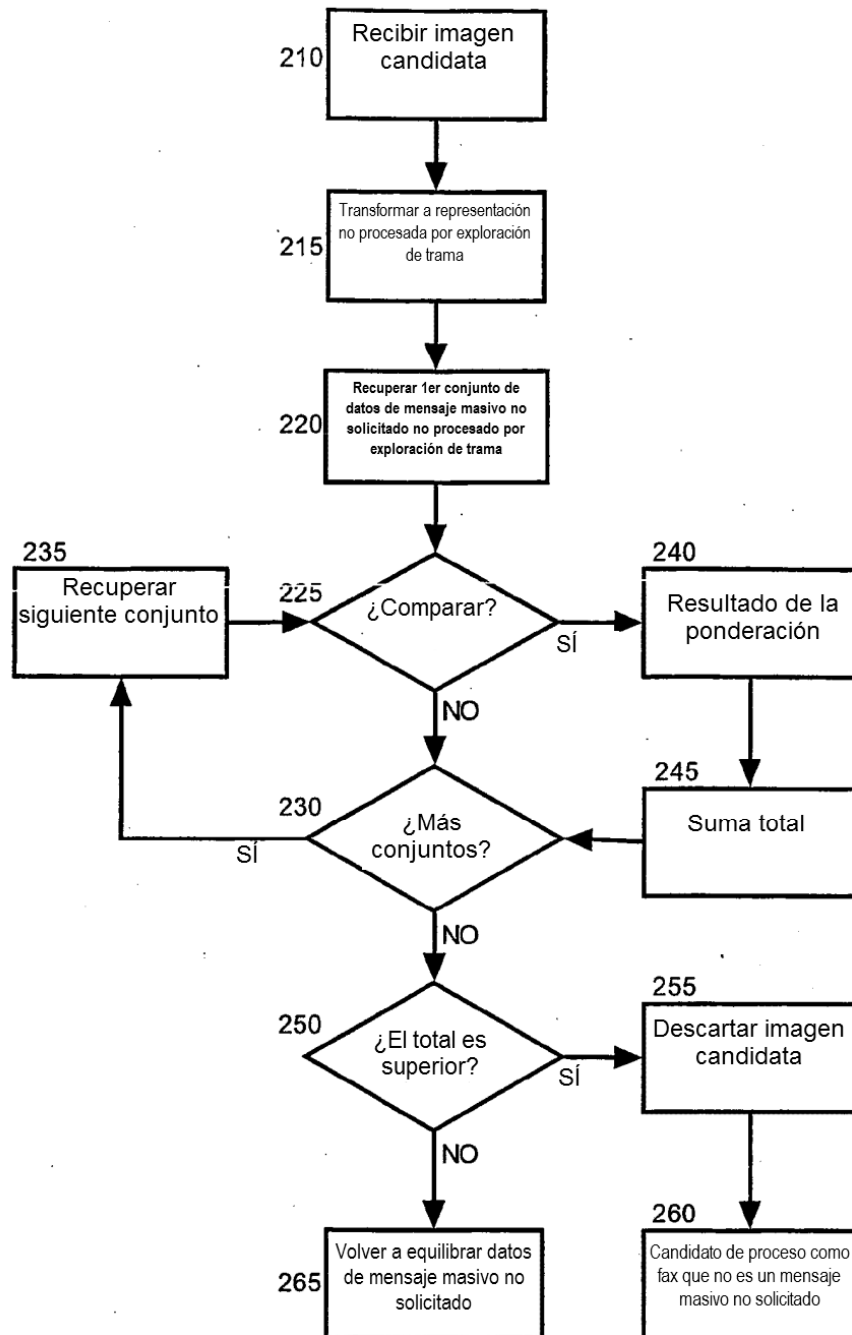 210
Recibir imagen
candidata
215
Transformar a representación
no procesada por exploración
de trama
220
Recuperar 1er conjunto de
datos de mensaje masivo no
solicitado no procesado por
exploración de trama
235
Recuperar
siguiente conjunto
225
¿Comparar?
SÍ
NO
240
Resultado de la
ponderación
230
¿Más
conjuntos?
SÍ
NO
245
Suma total
250
¿El total es
superior?
SÍ
NO
255
Descartar imagen
candidata
265
Volver a equilibrar datos
de mensaje masivo no
solicitado
260
Candidato de proceso como
fax que no es un mensaje
masivo no solicitado